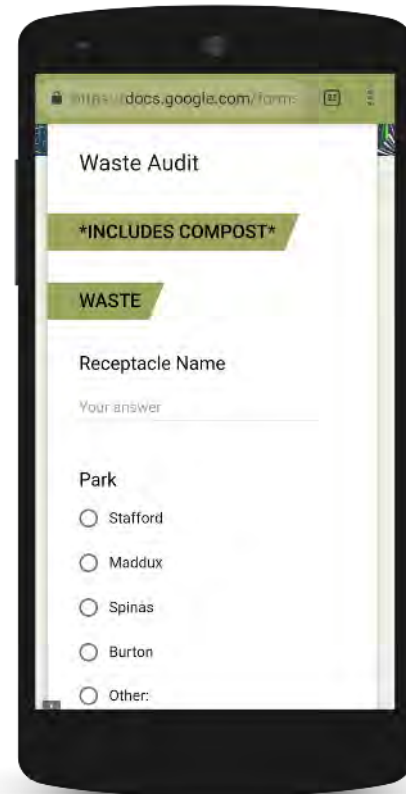 https://docs.google.com/forms
Waste Audit
*INCLUDES COMPOST*
WASTE
Receptacle Name
Your answer
Park
Stafford
Maddux
Spinas
Burton
Other: